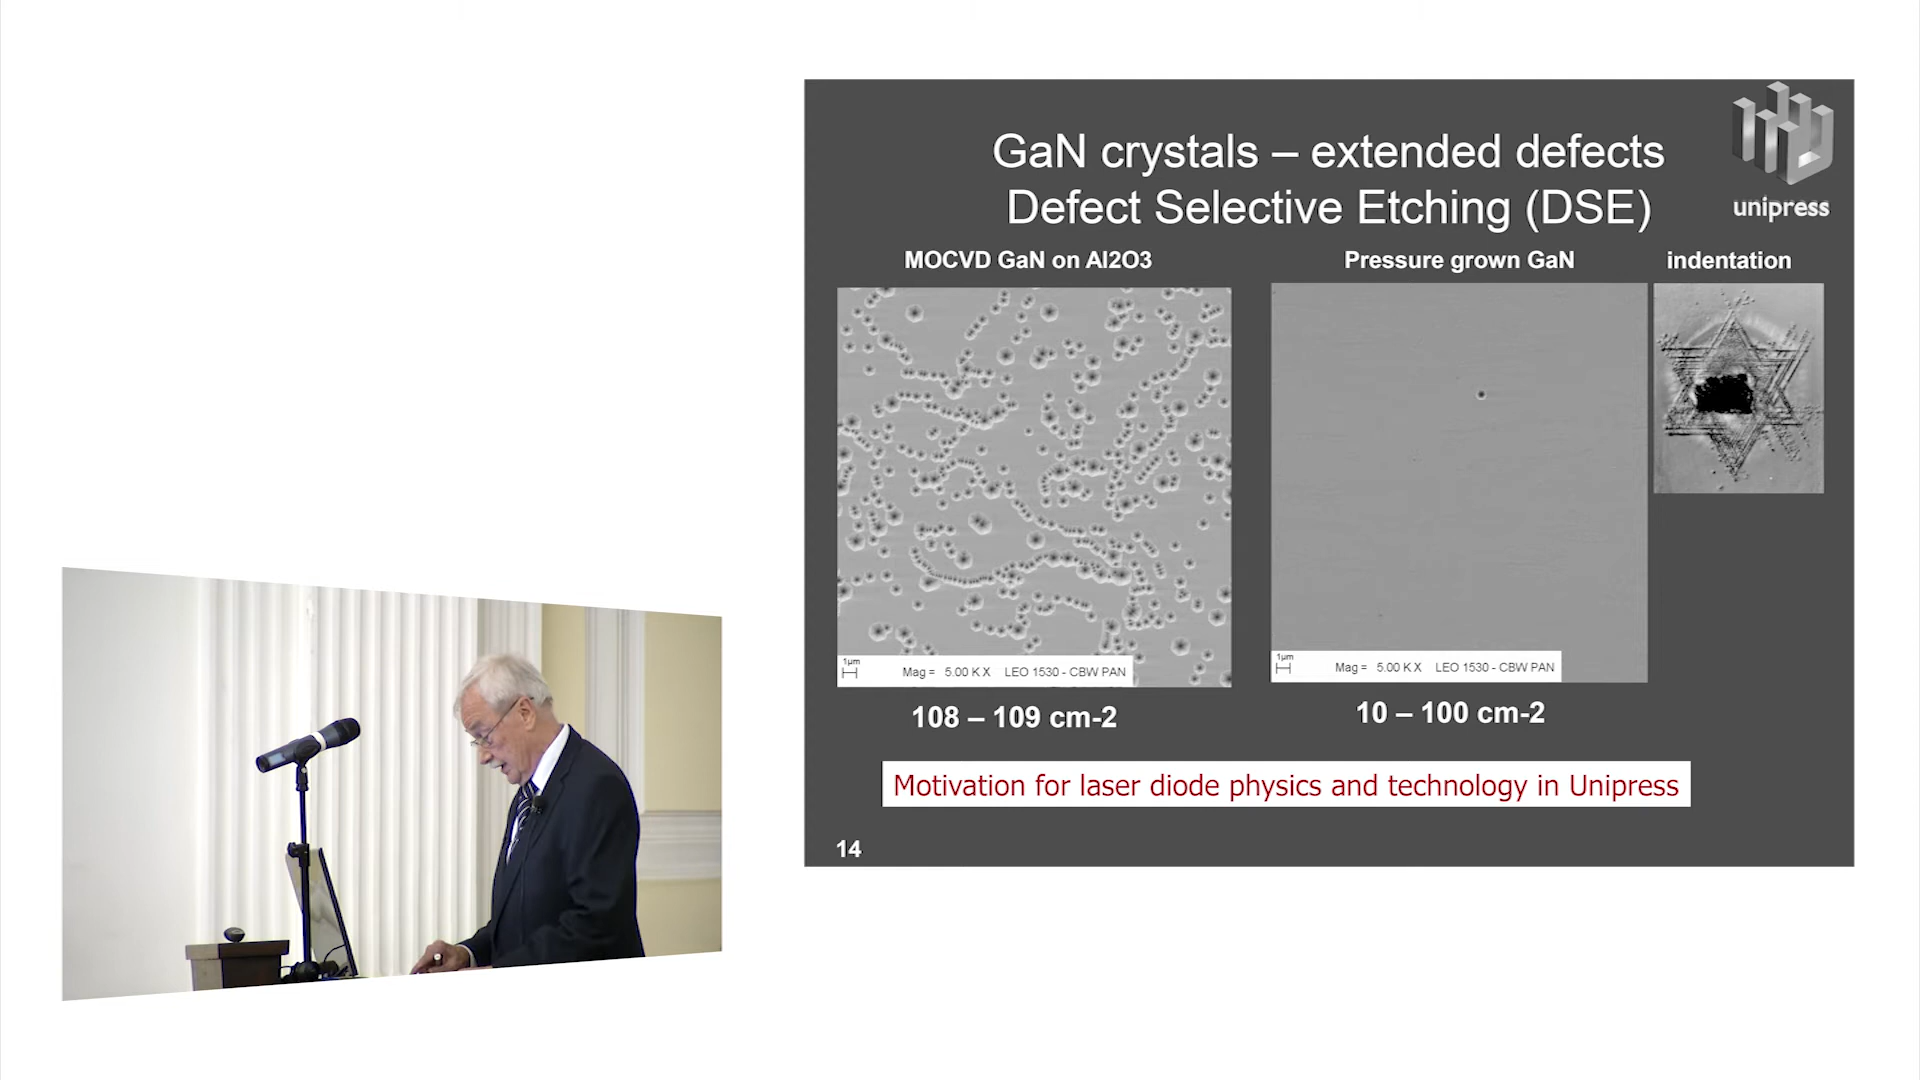 GaN crystals – extended defects
Defect Selective Etching (DSE)
unipress
MOCVD GaN on Al2O3
Pressure grown GaN
indentation
1µm
Mag = 5.00 K X LEO 1530 - CBW PAN
1µm
Mag = 5.00 K X LEO 1530 - CBW PAN
108 – 109 cm-2
10 – 100 cm-2
Motivation for laser diode physics and technology in Unipress
14